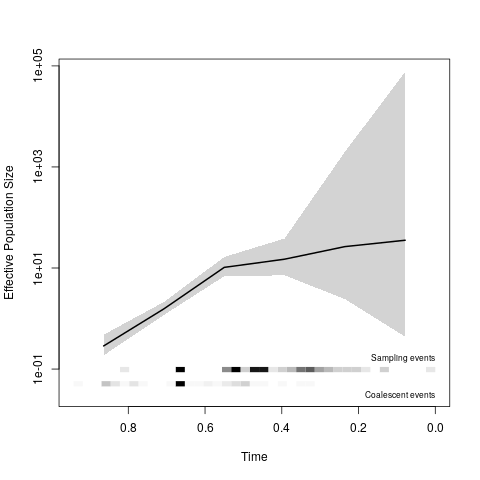 1e+05
1e+03
1e+01
1e-01
Effective Population Size
Sampling events
Coalescent events
0.8 0.6 0.4 0.2 0.0
Time